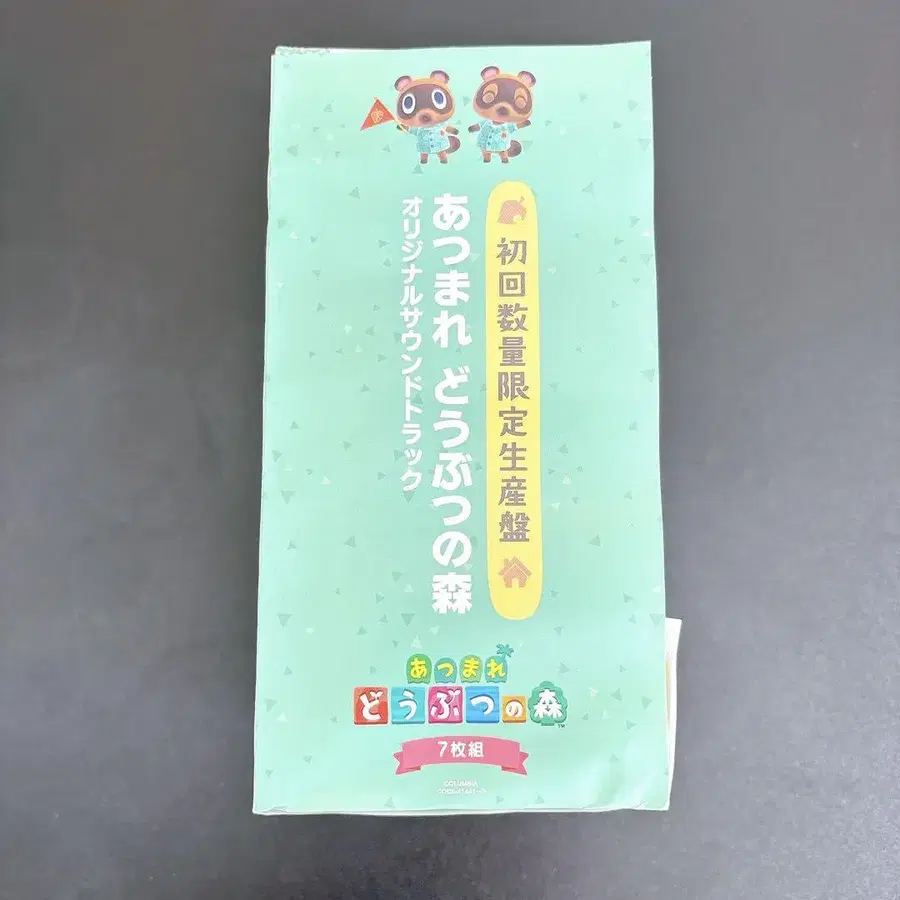 初回数量限定生産盤
あつまれ どうぶつの森
オリジナルサウンドトラック
あつまれ
どうぶつの森
7枚組
COLUMBIA